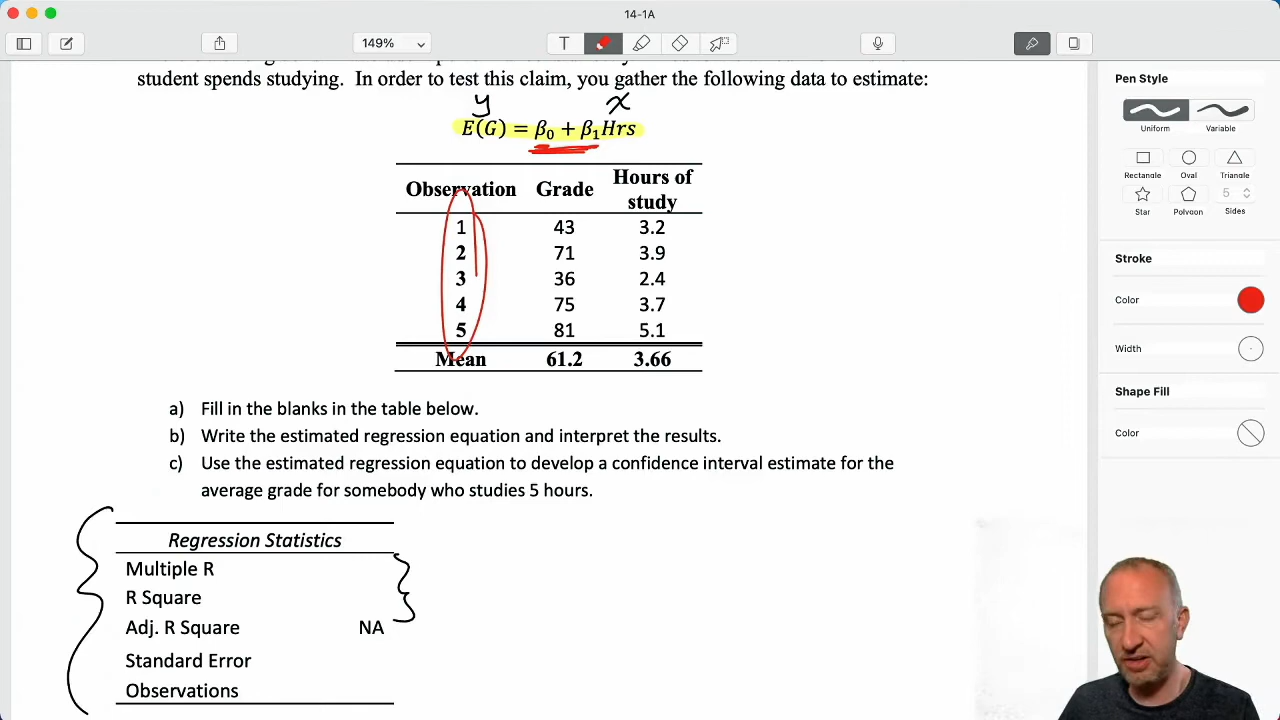 14-1A
149%
T
student spends studying. In order to test this claim, you gather the following data to estimate:
y x
E(G) = β₀ + β₁Hrs
Observation Grade Hours of study
1 43 3.2
2 71 3.9
3 36 2.4
4 75 3.7
5 81 5.1
Mean 61.2 3.66
a) Fill in the blanks in the table below.
b) Write the estimated regression equation and interpret the results.
c) Use the estimated regression equation to develop a confidence interval estimate for the
average grade for somebody who studies 5 hours.
Regression Statistics
Multiple R
R Square
Adj. R Square NA
Standard Error
Observations
Pen Style
Uniform Variable
Rectangle Oval Triangle
5
Star Polygon Sides
Stroke
Color
Width
Shape Fill
Color